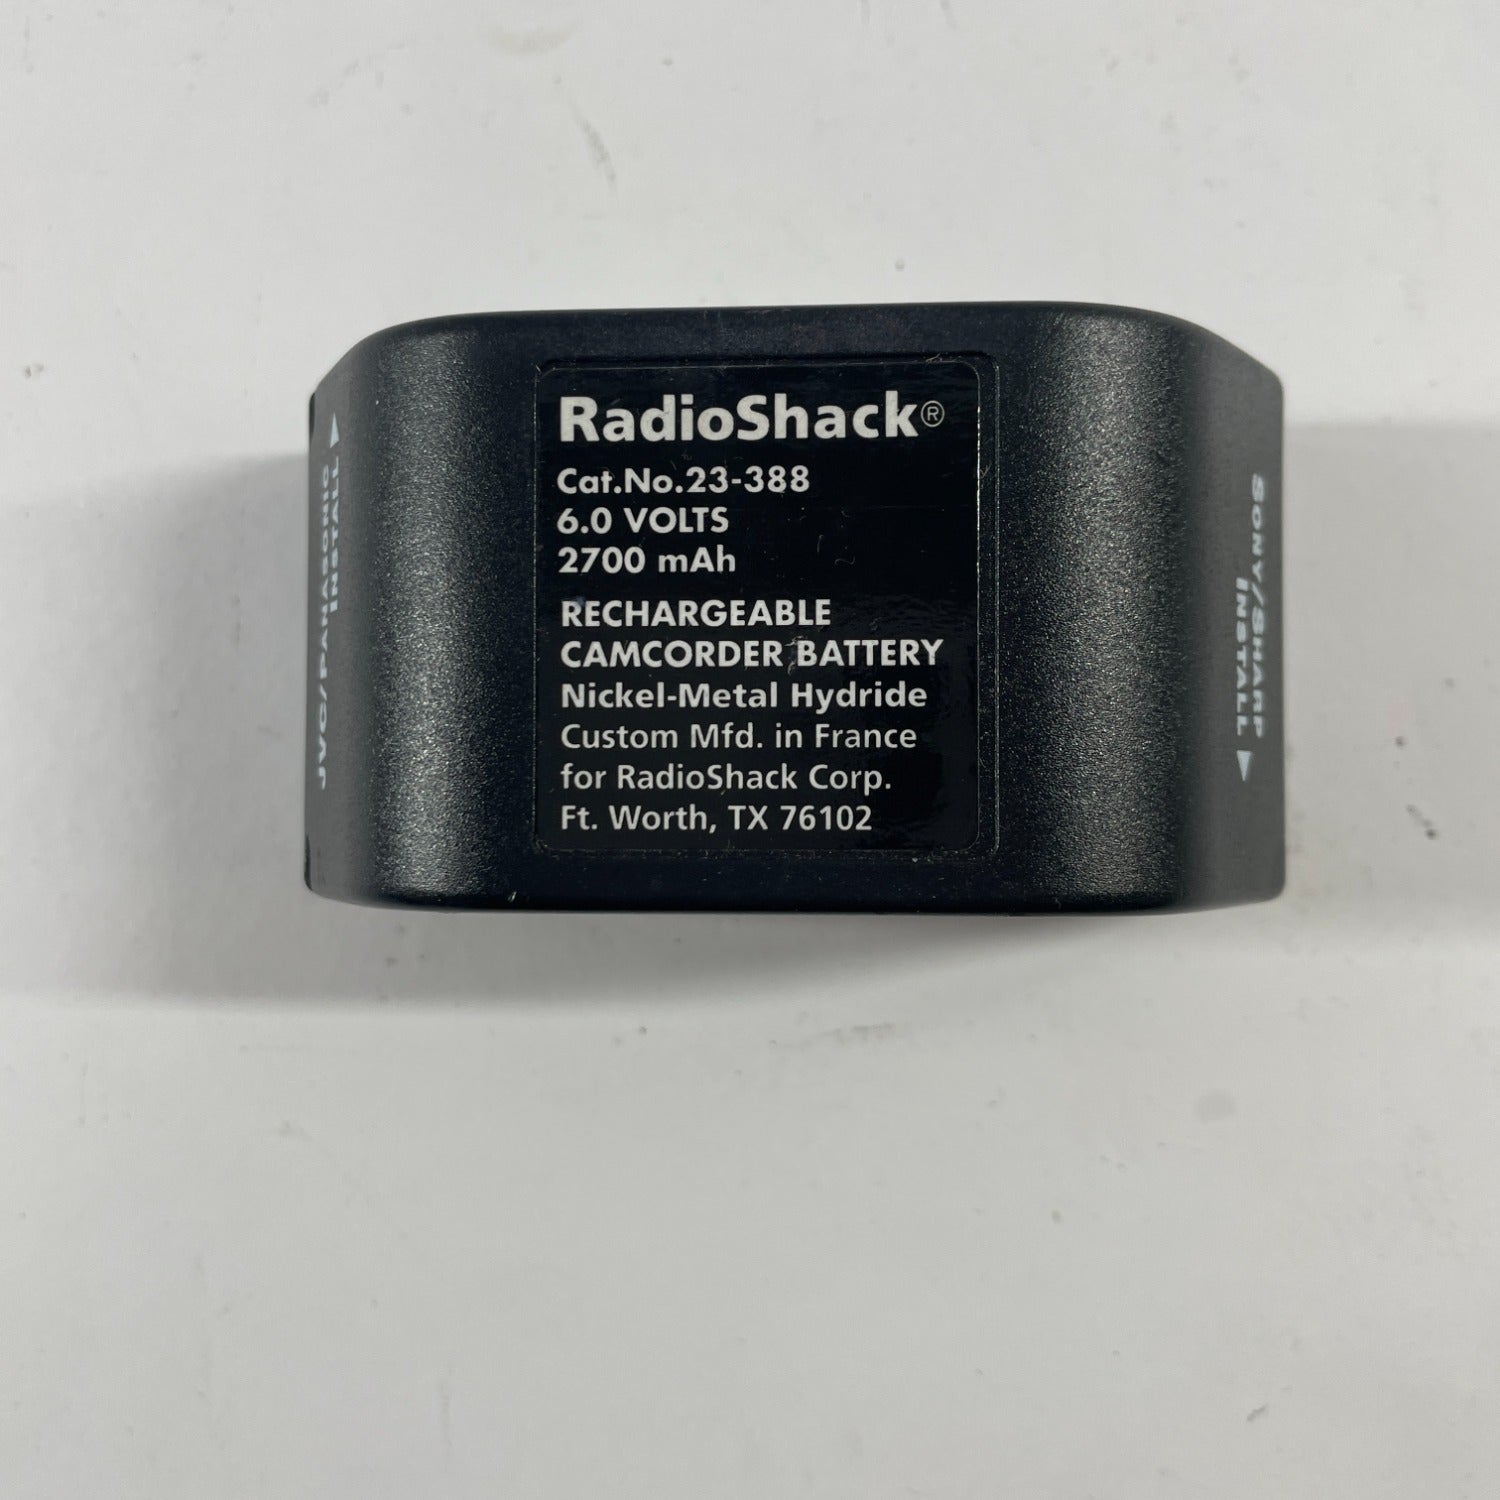 RadioShack®
Cat.No.23-388
6.0 VOLTS
2700 mAh
RECHARGEABLE
CAMCORDER BATTERY
Nickel-Metal Hydride
Custom Mfd. in France
for RadioShack Corp.
Ft. Worth, TX 76102
JVC/PANASONIC
INSTALL ▶
SONY/SHARP
INSTALL ▶